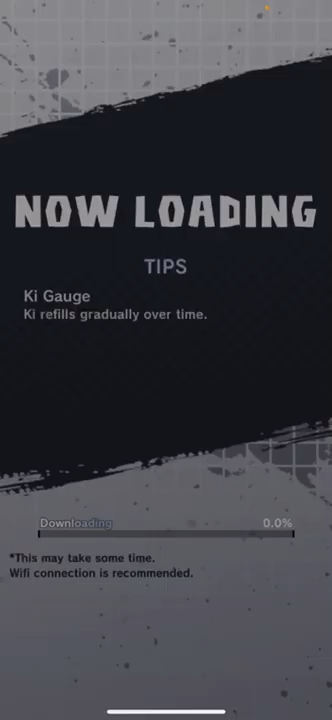 NOW LOADING
TIPS
Ki Gauge
Ki refills gradually over time.
Downloading 0.0%
*This may take some time.
Wifi connection is recommended.